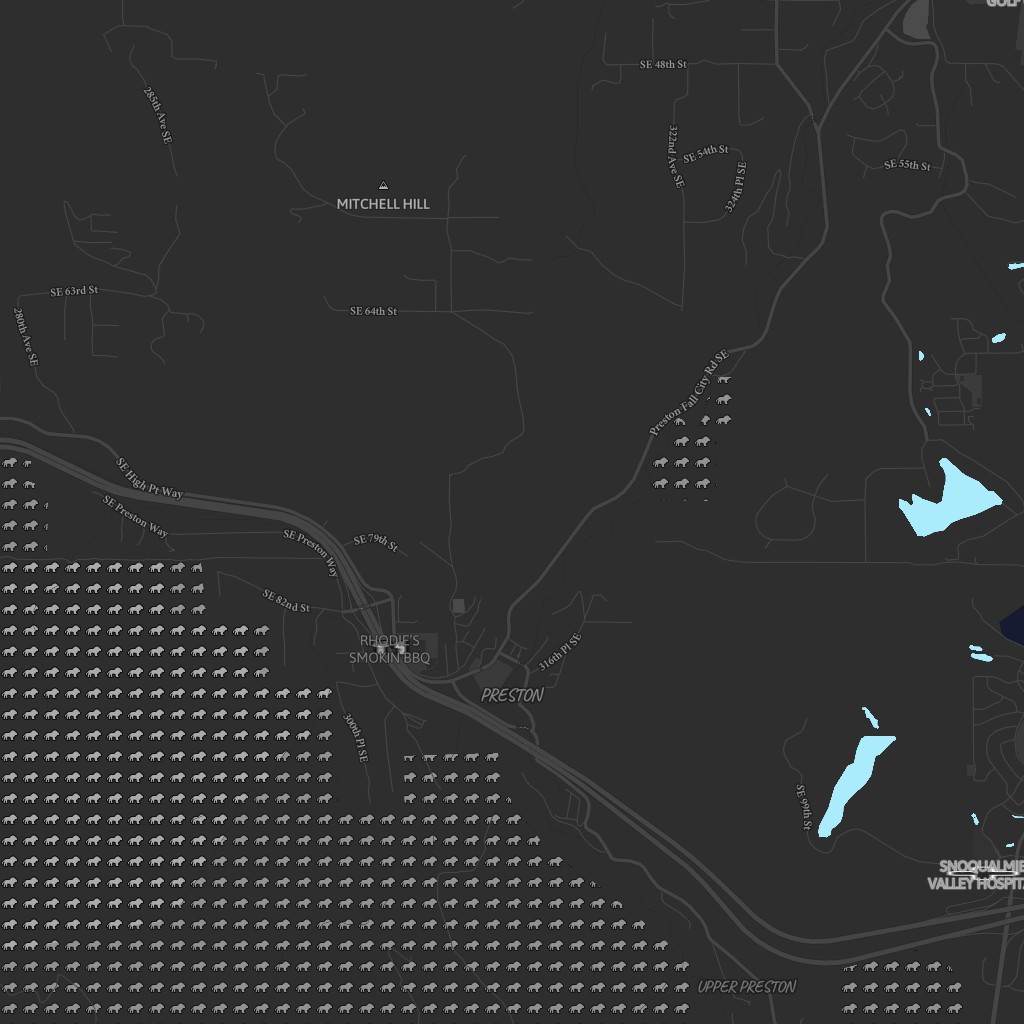 GOLF
SE 48th St
285th Ave SE
322nd Ave SE
SE 54th St
SE 55th St
324th Pl SE
MITCHELL HILL
SE 63rd St
SE 64th St
280th Ave SE
Preston Fall City Rd SE
SE High Pt Way
SE Preston Way
SE Preston Way
SE 79th St
SE 82nd St
RHODIE'S
SMOKIN BBQ
316th Pl SE
PRESTON
300th Pl SE
SE 99th St
SNOQUALMIE
VALLEY HOSPIT
UPPER PRESTON